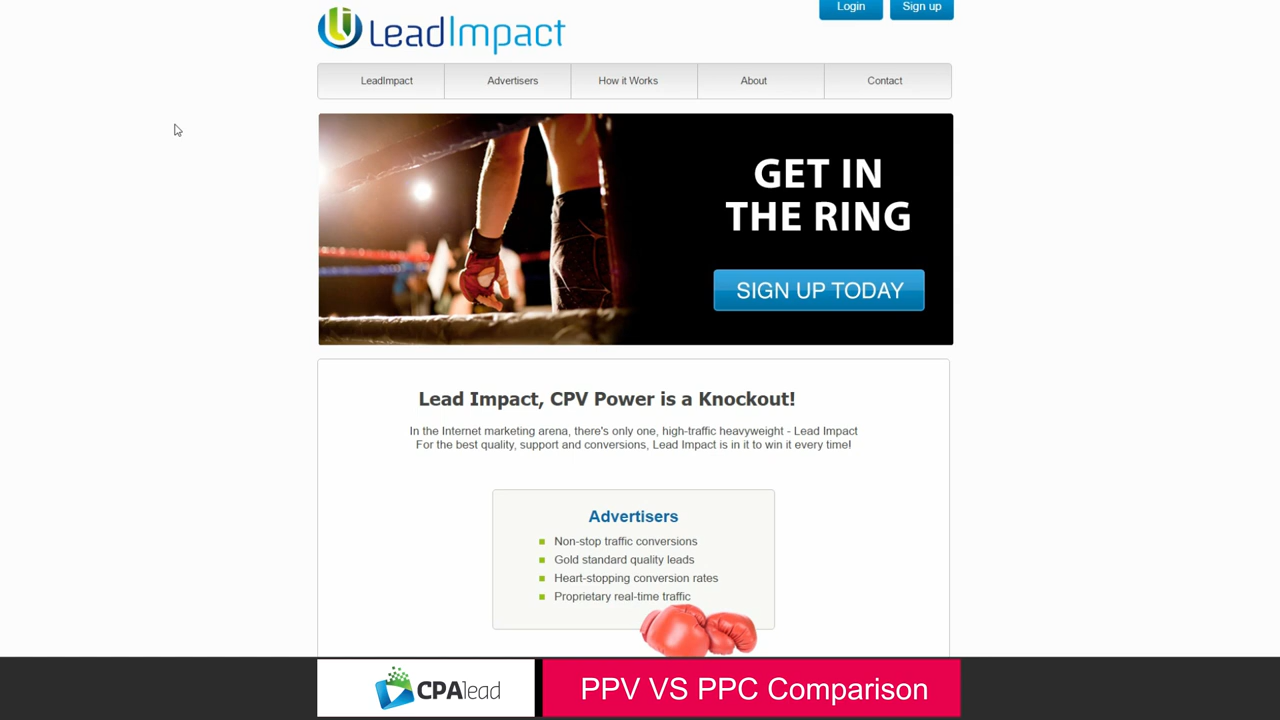 Login
Sign up
LeadImpact
LeadImpact
Advertisers
How it Works
About
Contact
GET IN
THE RING
SIGN UP TODAY
Lead Impact, CPV Power is a Knockout!
In the Internet marketing arena, there's only one, high-traffic heavyweight - Lead Impact
For the best quality, support and conversions, Lead Impact is in it to win it every time!
Advertisers
Non-stop traffic conversions
Gold standard quality leads
Heart-stopping conversion rates
Proprietary real-time traffic
CPAlead
PPV VS PPC Comparison